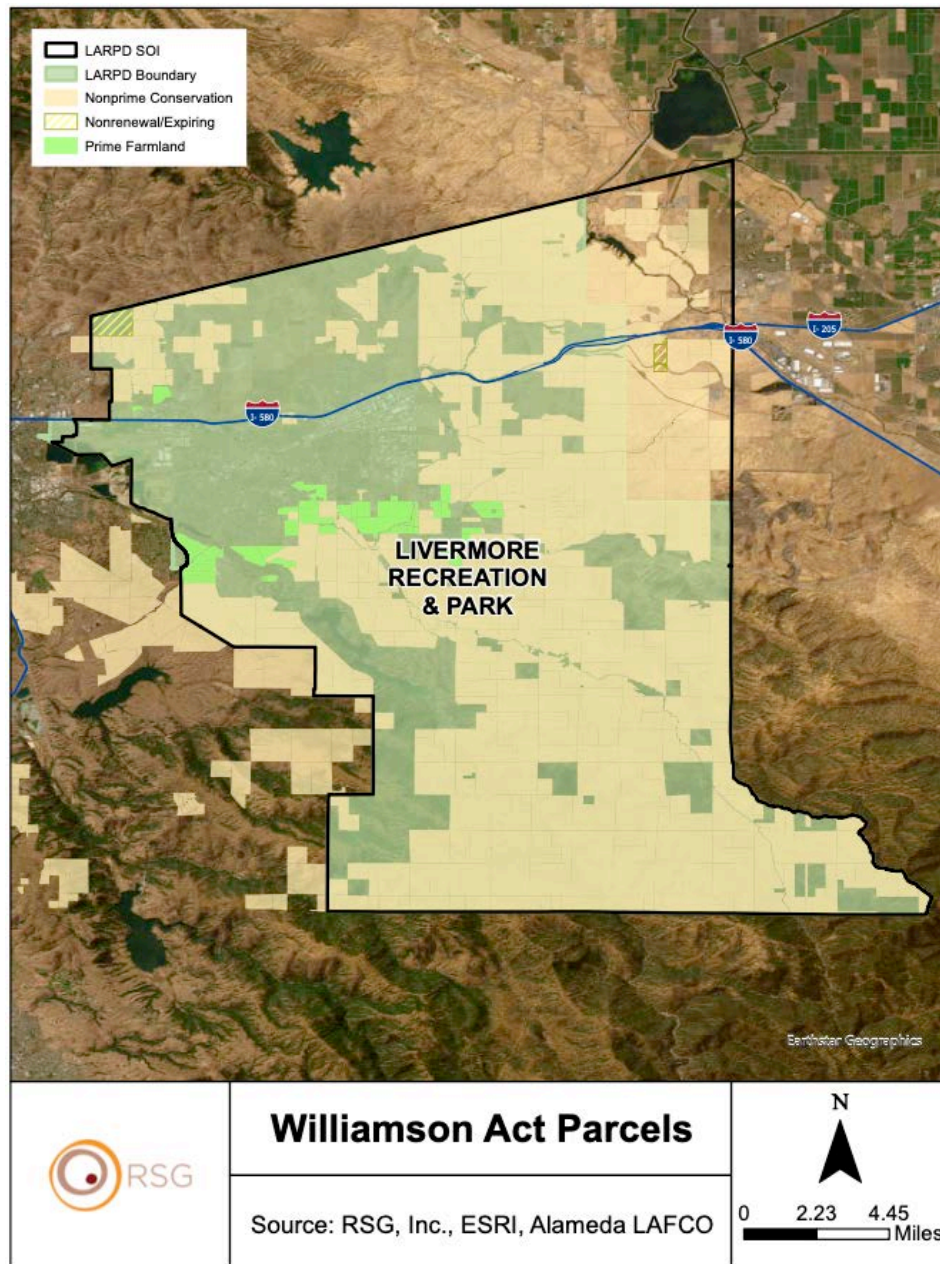 LARPD SOI
LARPD Boundary
Nonprime Conservation
Nonrenewal/Expiring
Prime Farmland
I- 205
I- 580
I- 580
LIVERMORE
RECREATION
& PARK
Earthstar Geographics
RSG
Williamson Act Parcels
Source: RSG, Inc., ESRI, Alameda LAFCO
N
0 2.23 4.45
Miles